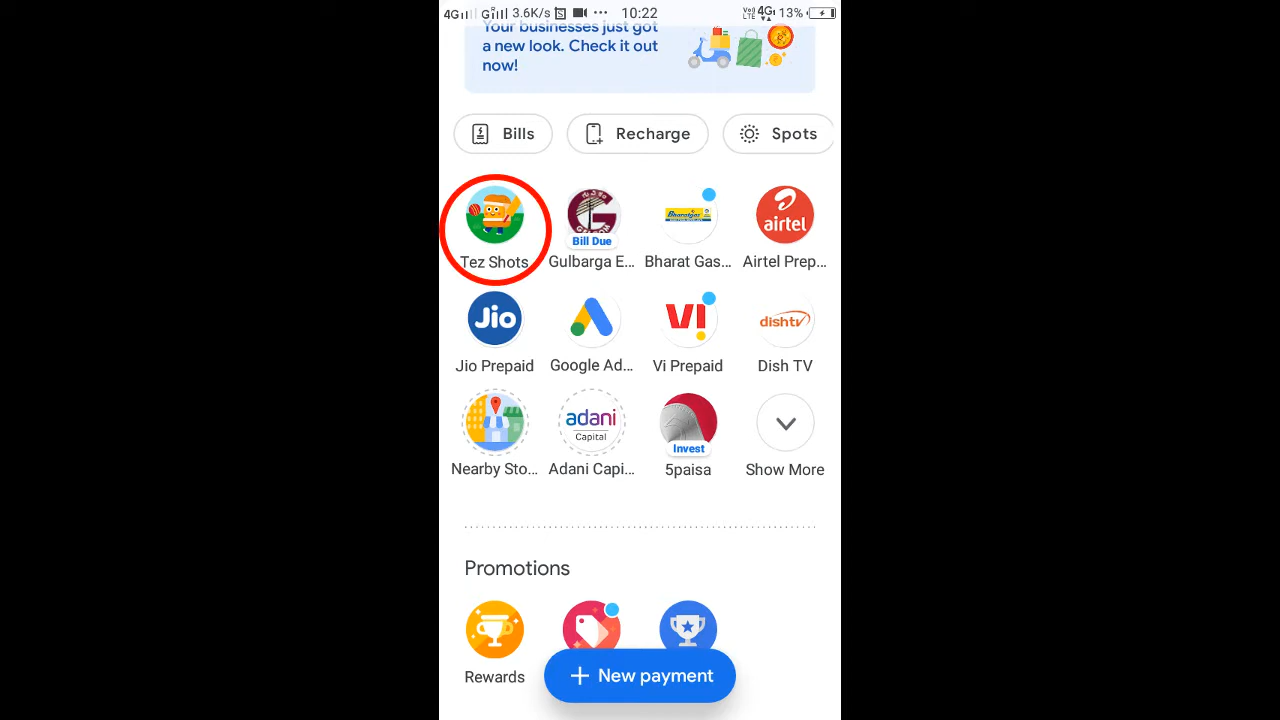 4G 3.6K/s 10:22 VoLTE 4G 13%
Your businesses just got
a new look. Check it out
now!
Bills Recharge Spots
Bill Due Bharatgas airtel
Tez Shots Gulbarga E... Bharat Gas... Airtel Prep...
Jio VI dishtv
Jio Prepaid Google Ad... Vi Prepaid Dish TV
adani
Capital
Invest
Nearby Sto... Adani Capi... 5paisa Show More
Promotions
Rewards + New payment